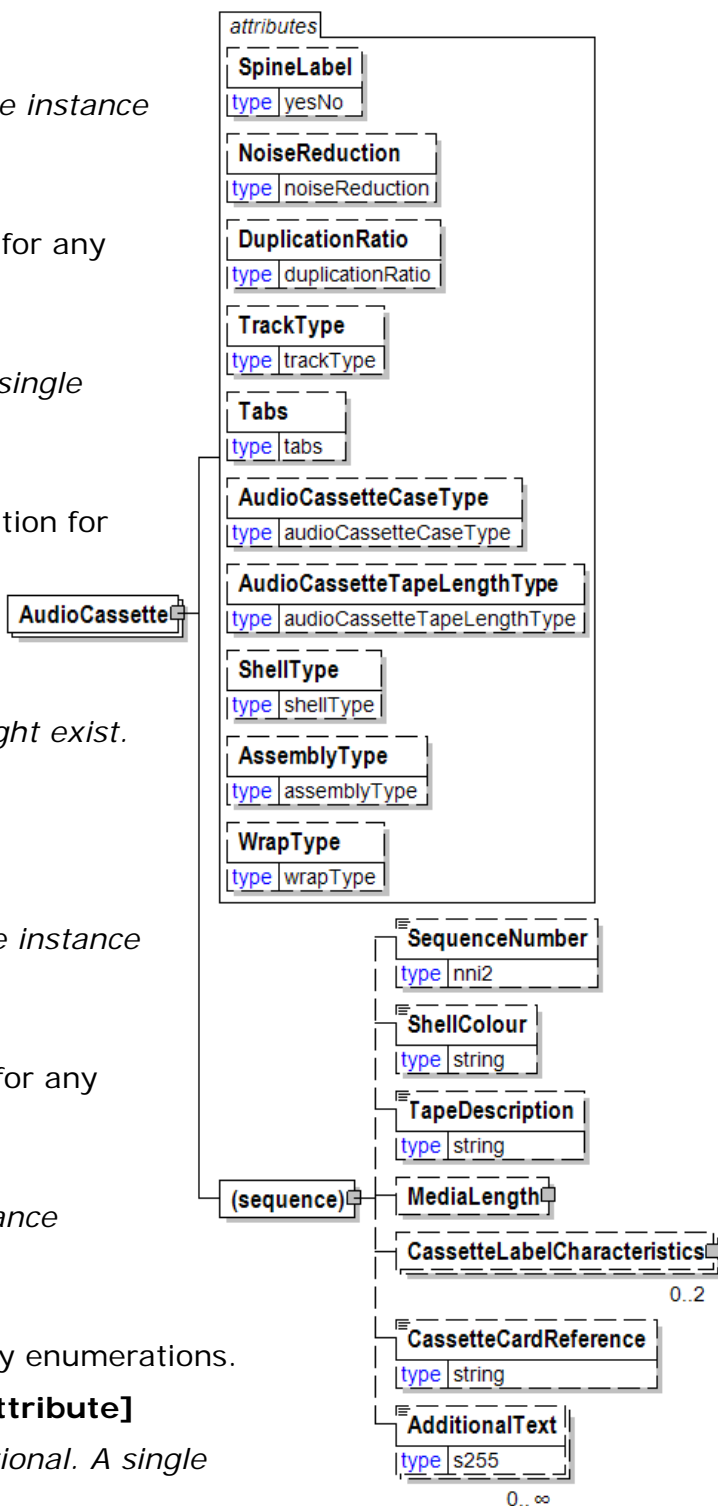 attributes
SpineLabel
type yesNo
NoiseReduction
type noiseReduction
DuplicationRatio
type duplicationRatio
TrackType
type trackType
Tabs
type tabs
AudioCassetteCaseType
type audioCassetteCaseType
AudioCassetteTapeLengthType
type audioCassetteTapeLengthType
ShellType
type shellType
AssemblyType
type assemblyType
WrapType
type wrapType
AudioCassette
(sequence)
SequenceNumber
type nni2
ShellColour
type string
TapeDescription
type string
MediaLength
CassetteLabelCharacteristics
0..2
CassetteCardReference
type string
AdditionalText
type s255
0..∞
e instance
for any
single
tion for
ght exist.
e instance
for any
ance
y enumerations.
ttribute]
tional. A single